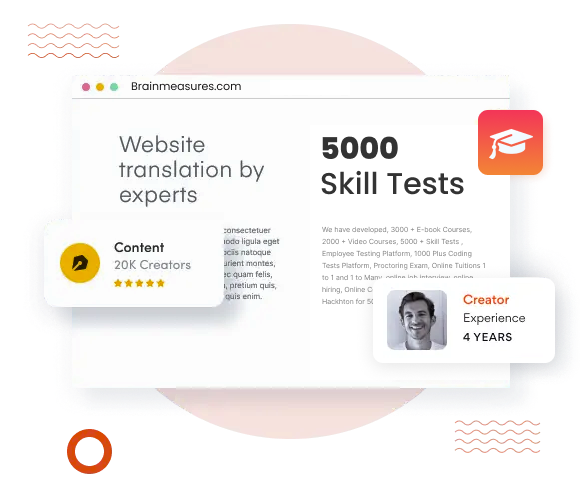 Brainmeasures.com
Website
translation by
experts
consectetuer
modo ligula eget
ociis natoque
urient montes,
ec quam felis,
, pretium quis,
quis enim.
Content
20K Creators
5000
Skill Tests
We have developed, 3000 + E-book Courses,
2000 + Video Courses, 5000 + Skill Tests ,
Employee Testing Platform, 1000 Plus Coding
Tests Platform, Proctoring Exam, Online Tuitions 1
to 1 and 1 to Many, online job interview, online
hiring, Online C
Hackhton for 50
Creator
Experience
4 YEARS